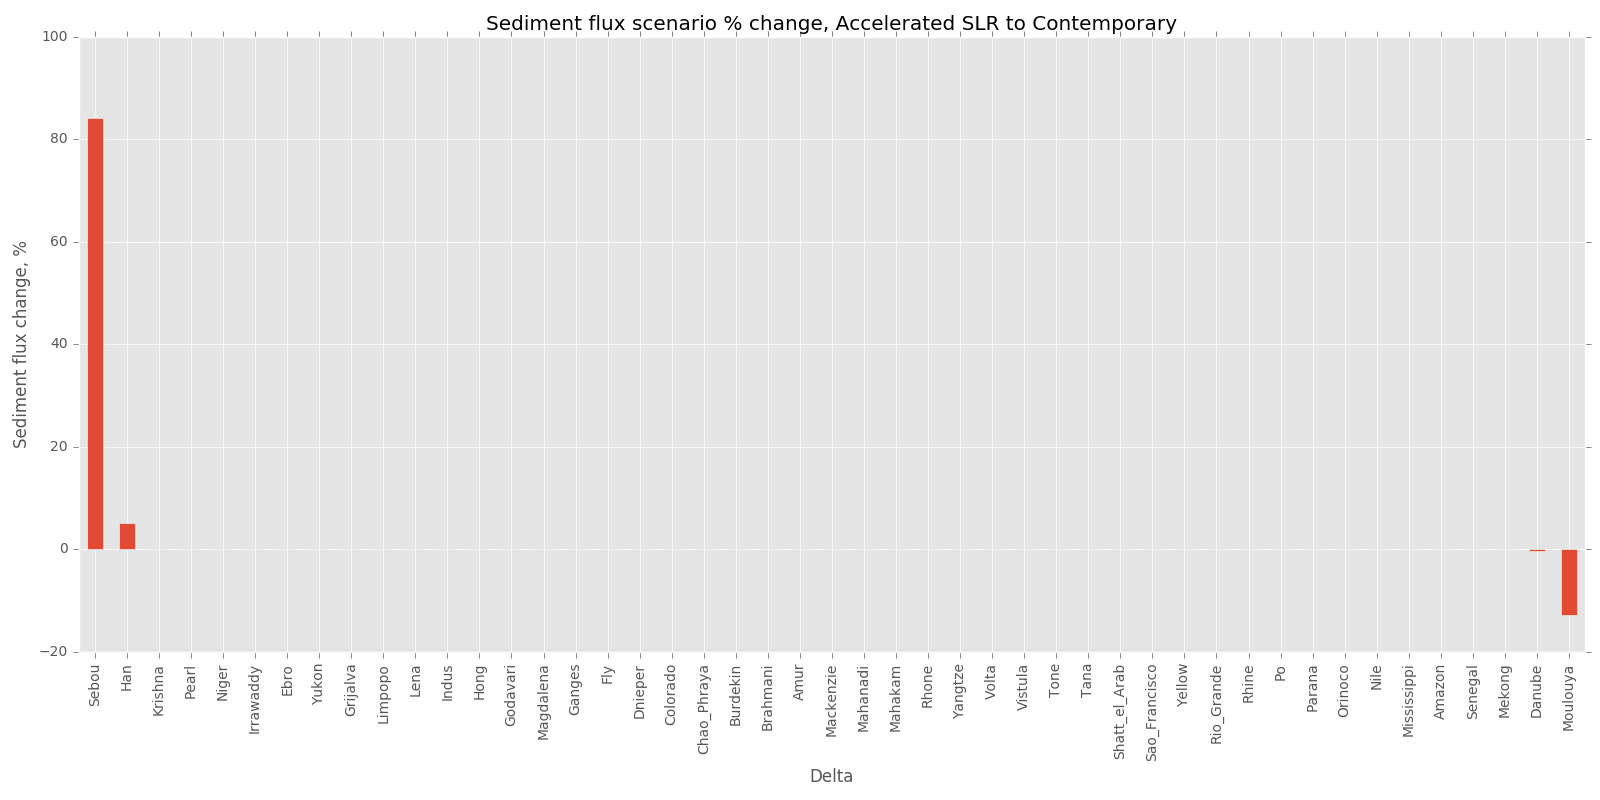 Sediment flux scenario % change, Accelerated SLR to Contemporary
100
80
60
40
20
0
−20
Sediment flux change, %
Sebou
Han
Krishna
Pearl
Niger
Irrawaddy
Ebro
Yukon
Grijalva
Limpopo
Lena
Indus
Hong
Godavari
Magdalena
Ganges
Fly
Dnieper
Colorado
Chao_Phraya
Burdekin
Brahmani
Amur
Mackenzie
Mahanadi
Mahakam
Rhone
Yangtze
Volta
Vistula
Tone
Tana
Shatt_el_Arab
Sao_Francisco
Yellow
Rio_Grande
Rhine
Po
Parana
Orinoco
Nile
Mississippi
Amazon
Senegal
Mekong
Danube
Moulouya
Delta